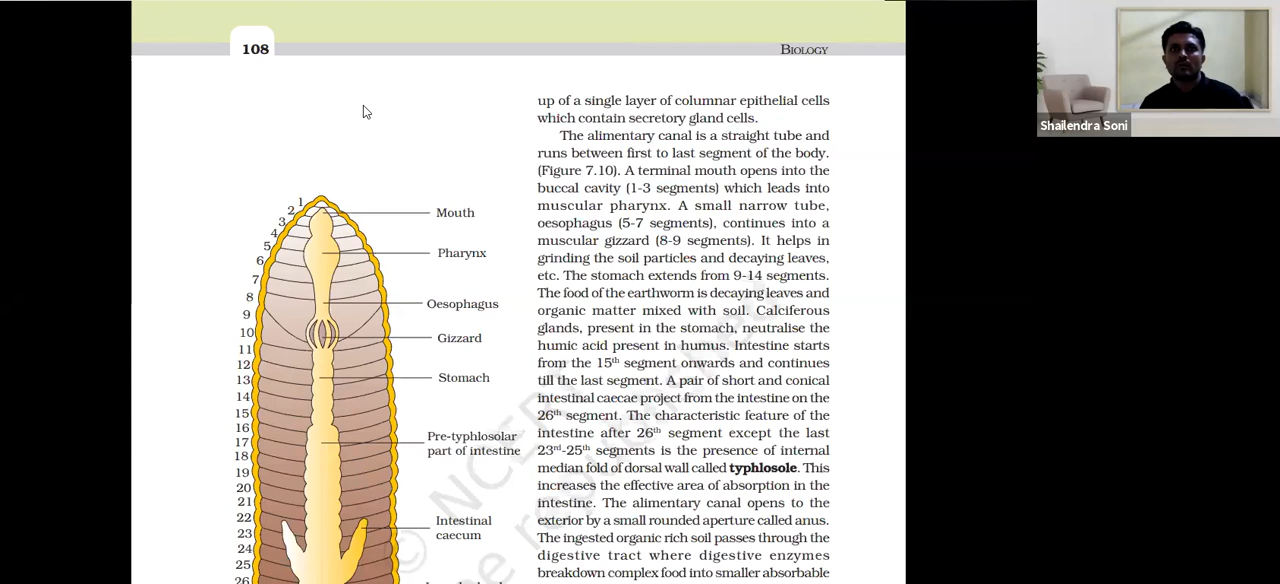 108
BIOLOGY
Shailendra Soni
1
2
3
4
5
6
7
8
9
10
11
12
13
14
15
16
17
18
19
20
21
22
23
24
25
26
Mouth
Pharynx
Oesophagus
Gizzard
Stomach
Pre-typhlosolar
part of intestine
Intestinal
caecum
up of a single layer of columnar epithelial cells
which contain secretory gland cells.
The alimentary canal is a straight tube and
runs between first to last segment of the body.
(Figure 7.10). A terminal mouth opens into the
buccal cavity (1-3 segments) which leads into
muscular pharynx. A small narrow tube,
oesophagus (5-7 segments), continues into a
muscular gizzard (8-9 segments). It helps in
grinding the soil particles and decaying leaves,
etc. The stomach extends from 9-14 segments.
The food of the earthworm is decaying leaves and
organic matter mixed with soil. Calciferous
glands, present in the stomach, neutralise the
humic acid present in humus. Intestine starts
from the 15th segment onwards and continues
till the last segment. A pair of short and conical
intestinal caecae project from the intestine on the
26th segment. The characteristic feature of the
intestine after 26th segment except the last
23rd-25th segments is the presence of internal
median fold of dorsal wall called typhlosole. This
increases the effective area of absorption in the
intestine. The alimentary canal opens to the
exterior by a small rounded aperture called anus.
The ingested organic rich soil passes through the
digestive tract where digestive enzymes
breakdown complex food into smaller absorbable
© NCERT
be republished